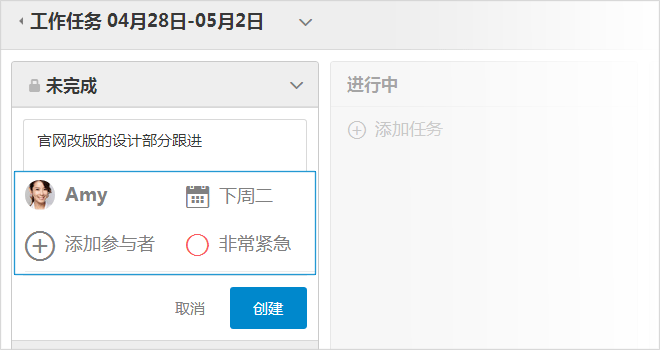 工作任务 04月28日-05月2日
未完成
官网改版的设计部分跟进
Amy
下周二
添加参与者
非常紧急
取消
创建
进行中
添加任务